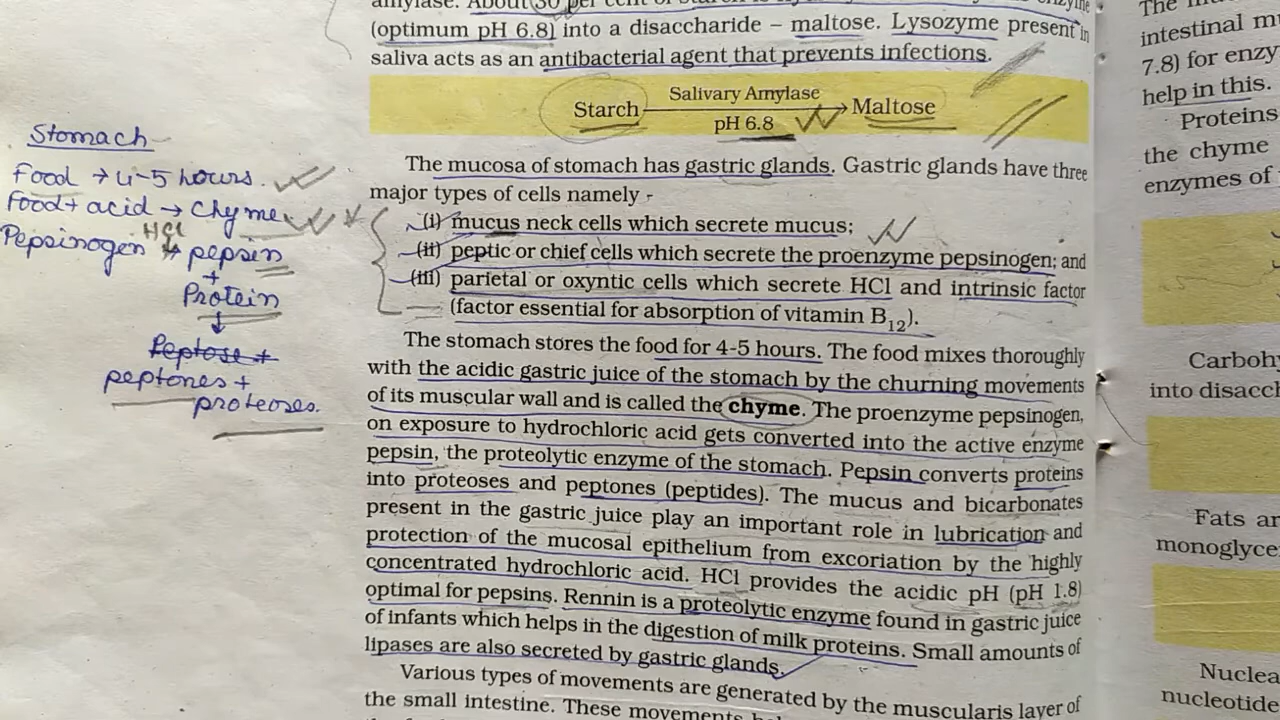 amylase. About 30 per cent of starch is
(optimum pH 6.8) into a disaccharide – maltose. Lysozyme present in
saliva acts as an antibacterial agent that prevents infections.
Starch Salivary Amylase Maltose
pH 6.8
The mucosa of stomach has gastric glands. Gastric glands have three
major types of cells namely -
(i) mucus neck cells which secrete mucus;
(ii) peptic or chief cells which secrete the proenzyme pepsinogen; and
(iii) parietal or oxyntic cells which secrete HCl and intrinsic factor
(factor essential for absorption of vitamin B12).
The stomach stores the food for 4-5 hours. The food mixes thoroughly
with the acidic gastric juice of the stomach by the churning movements
of its muscular wall and is called the chyme. The proenzyme pepsinogen,
on exposure to hydrochloric acid gets converted into the active enzyme
pepsin, the proteolytic enzyme of the stomach. Pepsin converts proteins
into proteoses and peptones (peptides). The mucus and bicarbonates
present in the gastric juice play an important role in lubrication and
protection of the mucosal epithelium from excoriation by the highly
concentrated hydrochloric acid. HCl provides the acidic pH (pH 1.8)
optimal for pepsins. Rennin is a proteolytic enzyme found in gastric juice
of infants which helps in the digestion of milk proteins. Small amounts of
lipases are also secreted by gastric glands.
Various types of movements are generated by the muscularis layer of
the small intestine. These movements
Stomach
Food → 4-5 hours.
Food + acid → Chyme
HCl
Pepsinogen → pepsin
+
Protein
↓
Peptose +
peptones +
proteoses.
The
intestinal
7.8) for enzy
help in this.
Proteins
the chyme
enzymes of
Carbohy
into disacch
Fats ar
monoglyce
Nuclea
nucleotide